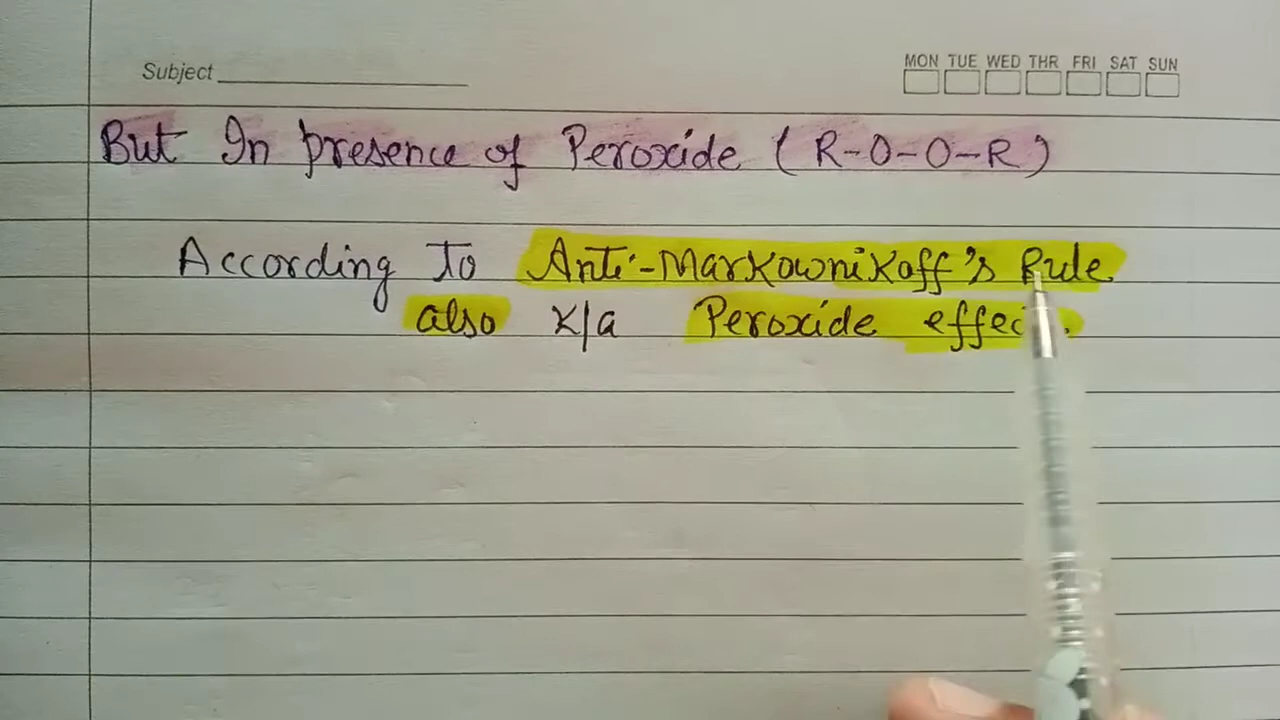 Subject
MON TUE WED THR FRI SAT SUN
But In presence of Peroxide ( R-O-O-R )
According To Anti-Markownikoff's Rule
also K/a Peroxide effec